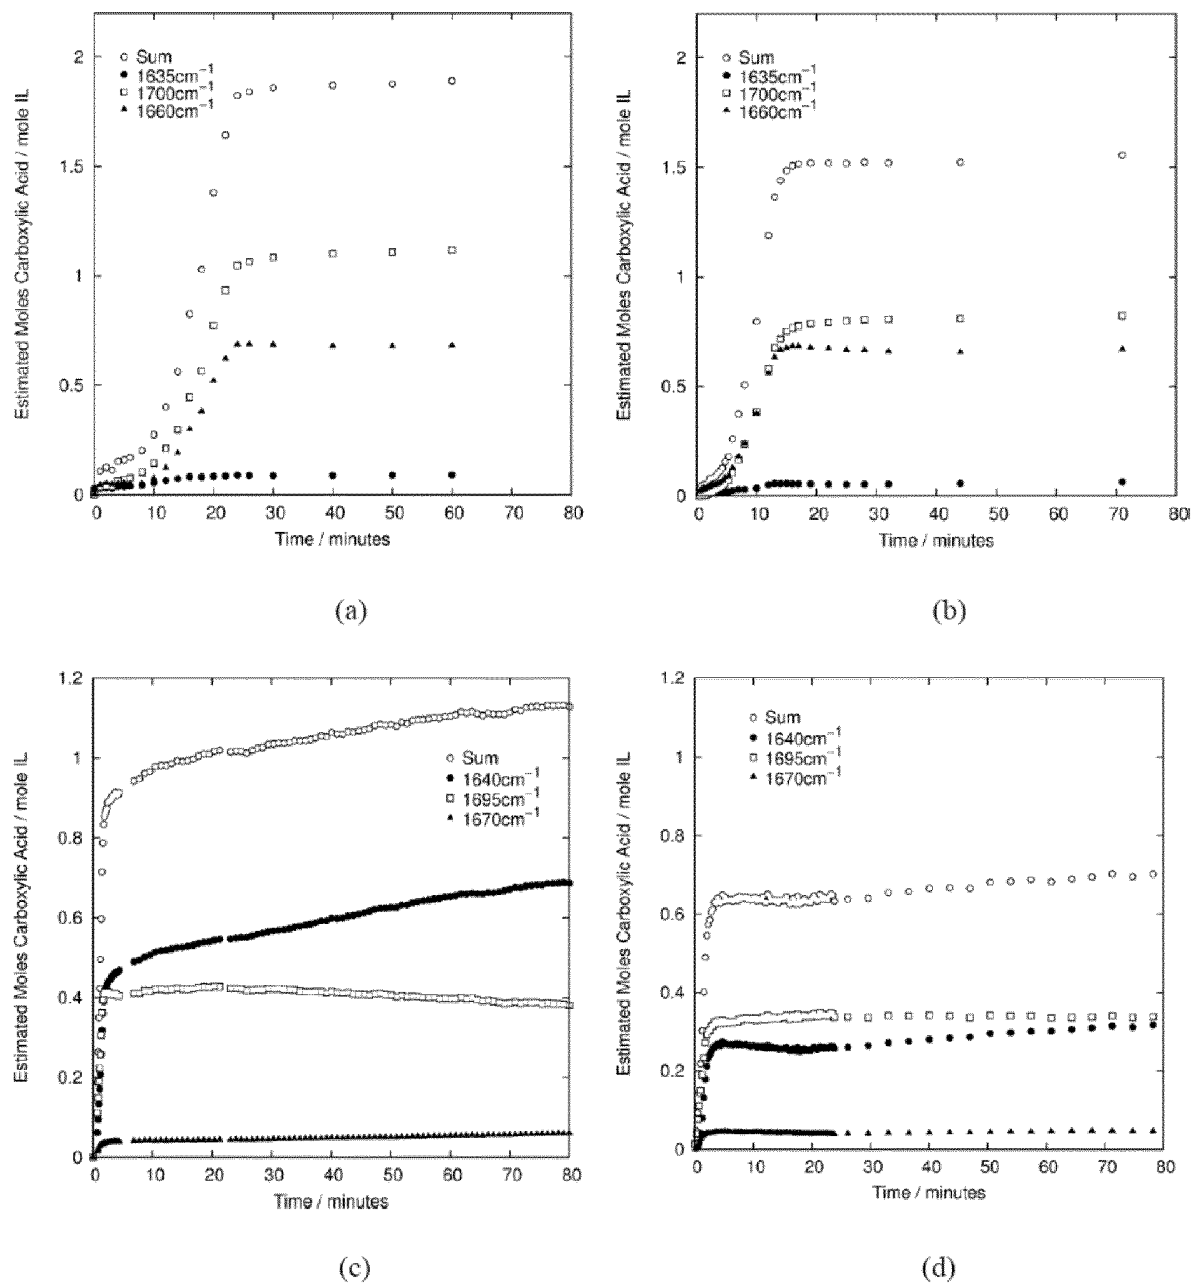 Estimated Moles Carboxylic Acid / mole IL
2
1.5
1
0.5
0
Sum
1635cm⁻¹
1700cm⁻¹
1660cm⁻¹
0 10 20 30 40 50 60 70 80
Time / minutes
(a)
Estimated Moles Carboxylic Acid / mole IL
2
1.5
1
0.5
0
Sum
1635cm⁻¹
1700cm⁻¹
1660cm⁻¹
0 10 20 30 40 50 60 70 80
Time / minutes
(b)
Estimated Moles Carboxylic Acid / mole IL
1.2
1
0.8
0.6
0.4
0.2
0
Sum
1640cm⁻¹
1695cm⁻¹
1670cm⁻¹
0 10 20 30 40 50 60 70 80
Time / minutes
(c)
Estimated Moles Carboxylic Acid / mole IL
1.2
1
0.8
0.6
0.4
0.2
0
Sum
1640cm⁻¹
1695cm⁻¹
1670cm⁻¹
0 10 20 30 40 50 60 70 80
Time / minutes
(d)